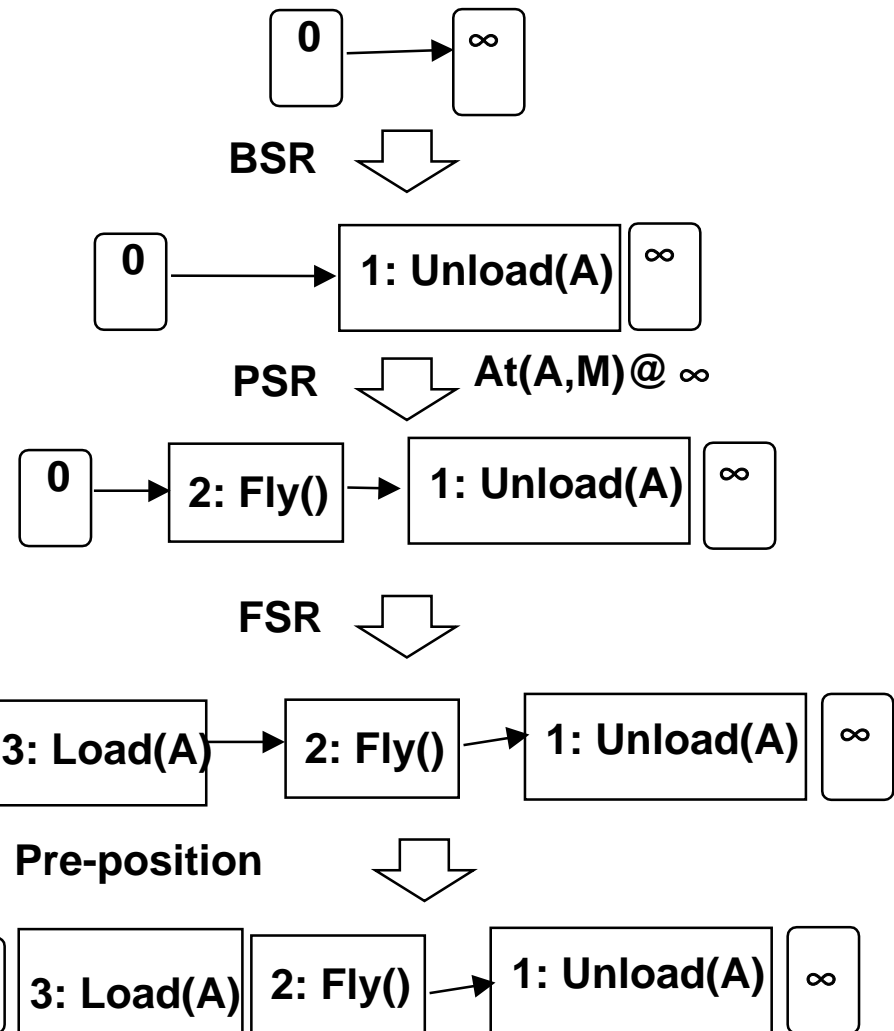 0 ∞
BSR
0 1: Unload(A) ∞
PSR At(A,M)@ ∞
0 2: Fly() 1: Unload(A) ∞
FSR
3: Load(A) 2: Fly() 1: Unload(A) ∞
Pre-position
3: Load(A) 2: Fly() 1: Unload(A) ∞